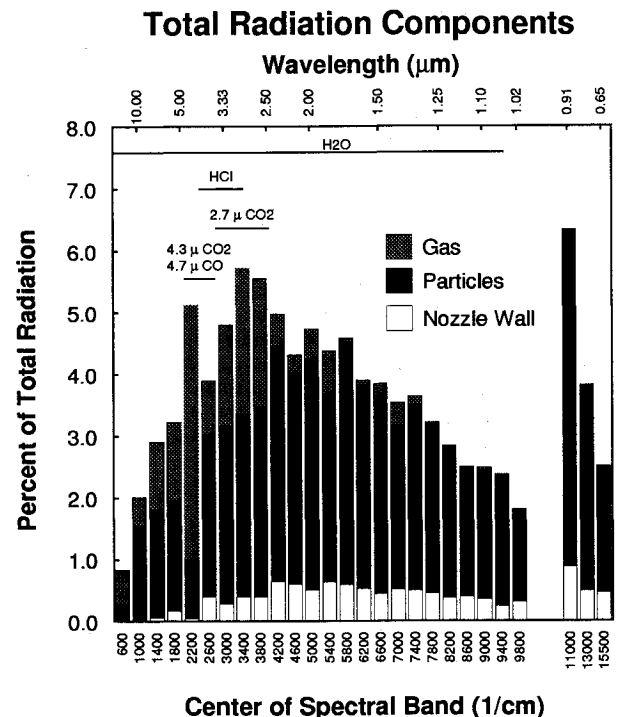 Total Radiation Components
Wavelength (μm)
10.00 5.00 3.33 2.50 2.00 1.50 1.25 1.10 1.02 0.91 0.65
8.0
H2O
7.0
HCl
2.7 μ CO2
6.0
4.3 μ CO2
4.7 μ CO
Gas
Particles
Nozzle Wall
5.0
4.0
3.0
2.0
1.0
0.0
Percent of Total Radiation
600 1000 1400 1800 2200 2600 3000 3400 3800 4200 4600 5000 5400 5800 6200 6600 7000 7400 7800 8200 8600 9000 9400 9800 11000 13000 15500
Center of Spectral Band (1/cm)